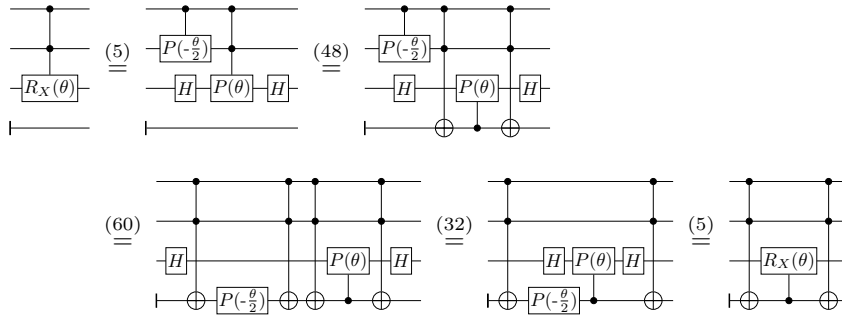 P(-θ/2) P(-θ/2)
(5) (48)
= =
R_X(θ) H P(θ) H H P(θ) H
(60) (32) (5)
= = =
H P(θ) H H P(θ) H R_X(θ)
P(-θ/2) P(-θ/2)